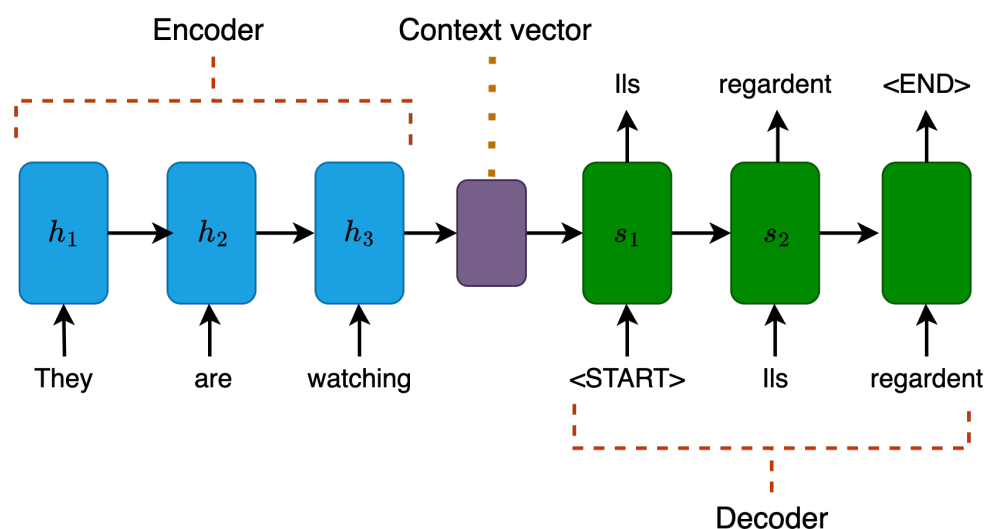 Encoder
Context vector
Ils
regardent
<END>
h₁
h₂
h₃
s₁
s₂
They
are
watching
<START>
Ils
regardent
Decoder